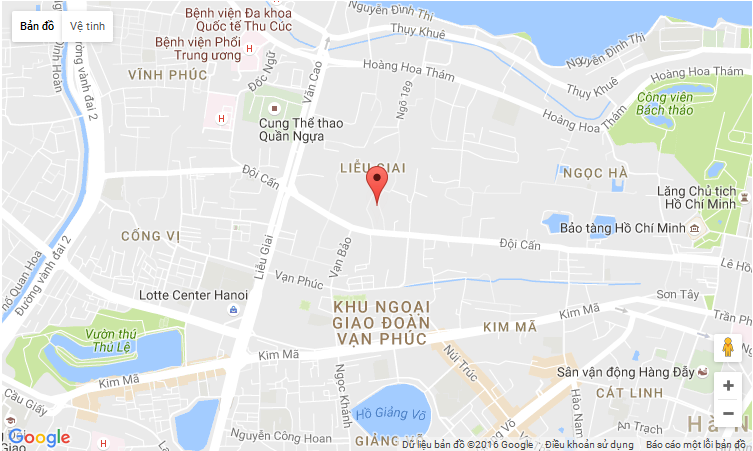 Bản đồ
Vệ tinh
Bệnh viện Đa khoa
Quốc tế Thu Cúc
Bệnh viện Phổi
Trung ương
Nguyễn Đình Thi
Thụy Khuê
Nguyễn Đình Thi
Thụy Khuê
Hoàng Hoa Thám
Hoàng Hoa Thám
Đường vành đai 2
VĨNH PHÚC
Đốc Ngữ
Văn Cao
Ngõ 189
Công viên
Bách thảo
Cung Thể thao
Quần Ngựa
LIỄU GIAI
Đội Cấn
NGỌC HÀ
Lăng Chủ tịch
Hồ Chí Minh
Bảo tàng Hồ Chí Minh
CỐNG VỊ
Liễu Giai
Vạn Bảo
Đội Cấn
Lê Hồ
Đường vành đai 2
Quan Hoa
Vạn Phúc
Lotte Center Hanoi
Sơn Tây
KHU NGOẠI
GIAO ĐOÀN
VẠN PHÚC
Kim Mã
KIM MÃ
Trần Ph
Vườn thú
Thủ Lệ
Kim Mã
Kim Mã
Núi Trúc
Sân vận động Hàng Đẫy
CÁT LINH
Cầu Giấy
Ngọc Khánh
Hồ Giảng Võ
Hào Nam
An Trạch
Hà N
Nguyễn Công Hoan
GIẢNG VÕ
Giao
Google
Dữ liệu bản đồ ©2016 Google
Điều khoản sử dụng
Báo cáo một lỗi bản đồ